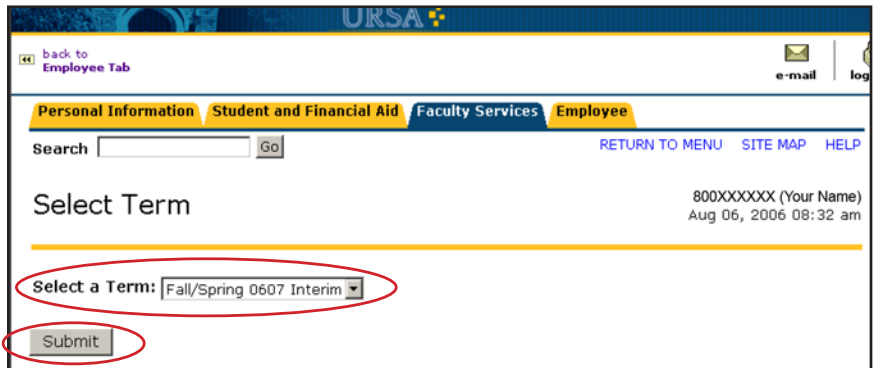 URSA
back to
Employee Tab
e-mail
log
Personal Information Student and Financial Aid Faculty Services Employee
Search Go RETURN TO MENU SITE MAP HELP
Select Term 800XXXXXX (Your Name)
Aug 06, 2006 08:32 am
Select a Term: Fall/Spring 0607 Interim
Submit